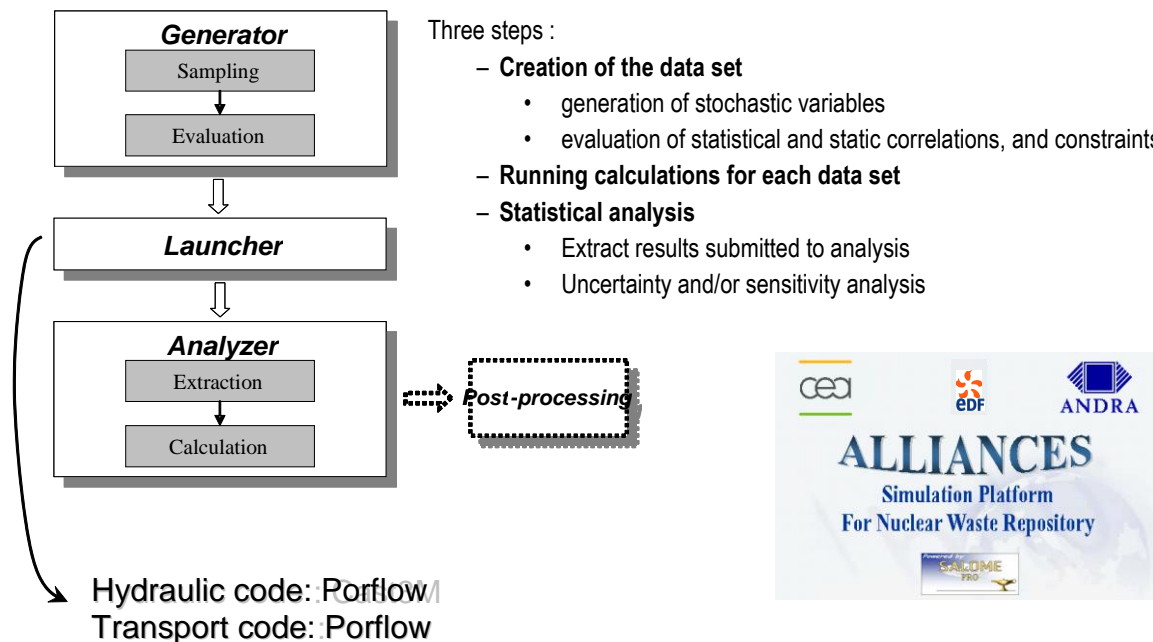 Generator
Sampling
Evaluation
Launcher
Analyzer
Extraction
Calculation
Post-processing
Hydraulic code: Porflow
Transport code: Porflow
Three steps :
– Creation of the data set
• generation of stochastic variables
• evaluation of statistical and static correlations, and constraints
– Running calculations for each data set
– Statistical analysis
• Extract results submitted to analysis
• Uncertainty and/or sensitivity analysis
cea
eDF
ANDRA
ALLIANCES
Simulation Platform
For Nuclear Waste Repository
Powered by
SALOME
PRO